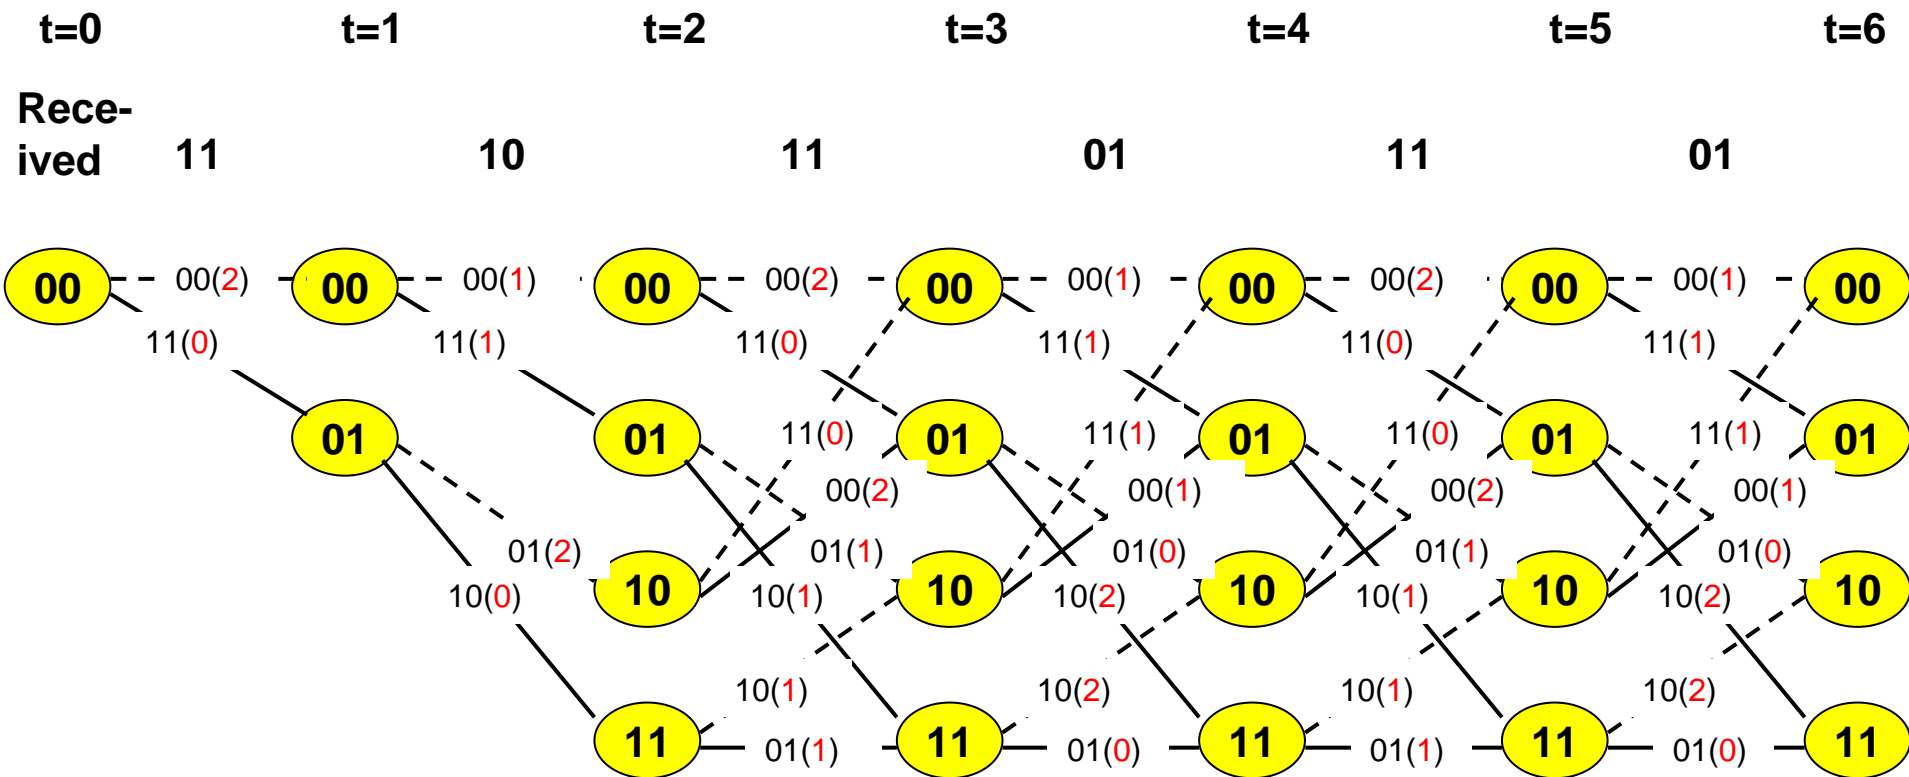 t=0 t=1 t=2 t=3 t=4 t=5 t=6
Rece-
ived 11 10 11 01 11 01
00 00(2) 00 00(1) 00 00(2) 00 00(1) 00 00(2) 00 00(1) 00
11(0) 11(1) 11(0) 11(1) 11(0) 11(1)
01 01 11(0) 01 11(1) 01 11(0) 01 11(1) 01
00(2) 00(1) 00(2) 00(1)
01(2) 01(1) 01(0) 01(1) 01(0)
10(0) 10 10(1) 10 10(2) 10 10(1) 10 10(2) 10
10(1) 10(2) 10(1) 10(2)
11 01(1) 11 01(0) 11 01(1) 11 01(0) 11